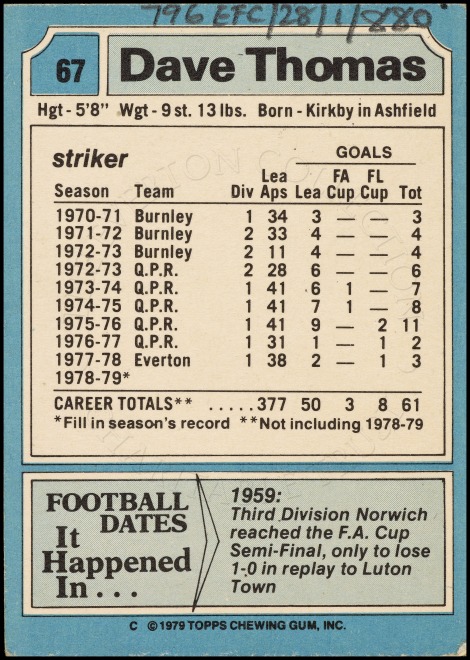 796 EFC/28/1/880
67 Dave Thomas
Hgt - 5'8" Wgt - 9 st. 13 lbs. Born - Kirkby in Ashfield
striker GOALS
Lea FA FL
Season Team Div Aps Lea Cup Cup Tot
1970-71 Burnley 1 34 3 — — 3
1971-72 Burnley 2 33 4 — — 4
1972-73 Burnley 2 11 4 — — 4
1972-73 Q.P.R. 2 28 6 — — 6
1973-74 Q.P.R. 1 41 6 1 — 7
1974-75 Q.P.R. 1 41 7 1 — 8
1975-76 Q.P.R. 1 41 9 — 2 11
1976-77 Q.P.R. 1 31 1 — 1 2
1977-78 Everton 1 38 2 — 1 3
1978-79*
CAREER TOTALS** .....377 50 3 8 61
*Fill in season's record **Not including 1978-79
FOOTBALL
DATES
It
Happened
In . . .
1959:
Third Division Norwich
reached the F.A. Cup
Semi-Final, only to lose
1-0 in replay to Luton
Town
C ©1979 TOPPS CHEWING GUM, INC.